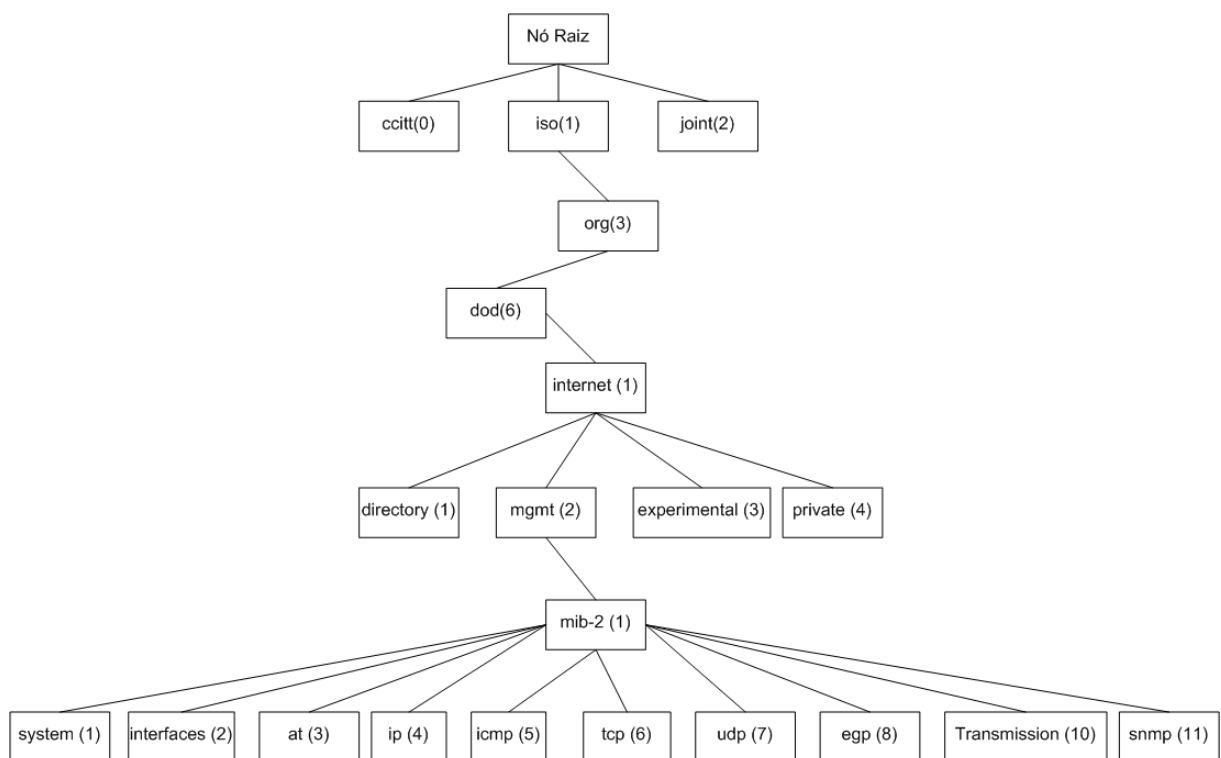 Nó Raiz
ccitt(0)
iso(1)
joint(2)
org(3)
dod(6)
internet (1)
directory (1)
mgmt (2)
experimental (3)
private (4)
mib-2 (1)
system (1)
interfaces (2)
at (3)
ip (4)
icmp (5)
tcp (6)
udp (7)
egp (8)
Transmission (10)
snmp (11)